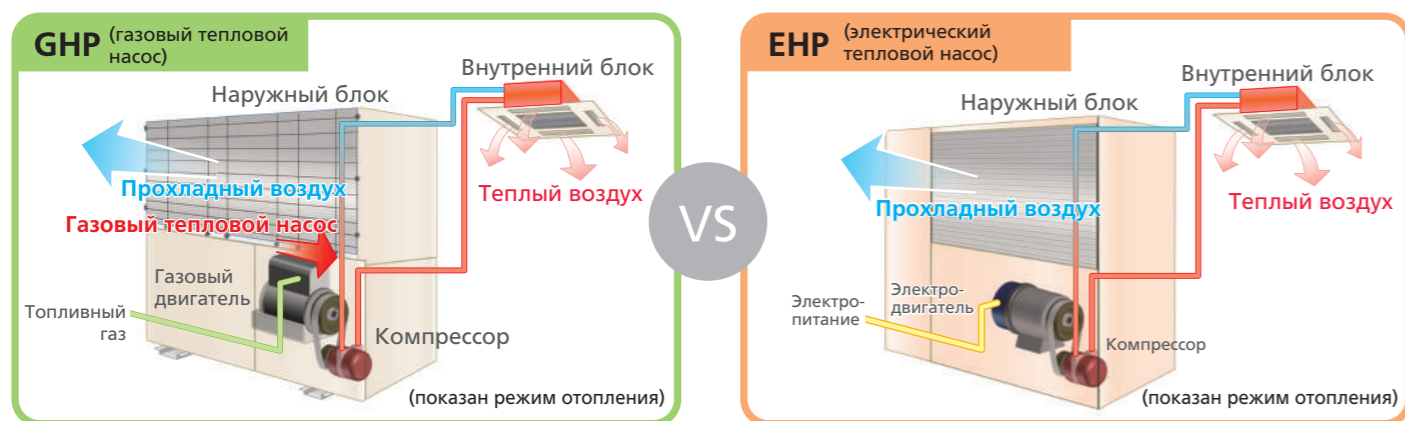 GHP (газовый тепловой
насос)
Внутренний блок
Наружный блок
Прохладный воздух
Теплый воздух
Газовый тепловой насос
Газовый
двигатель
Топливный
газ
Компрессор
(показан режим отопления)
VS
EHP (электрический
тепловой насос)
Внутренний блок
Наружный блок
Прохладный воздух
Теплый воздух
Электро-
двигатель
Электро-
питание
Компрессор
(показан режим отопления)